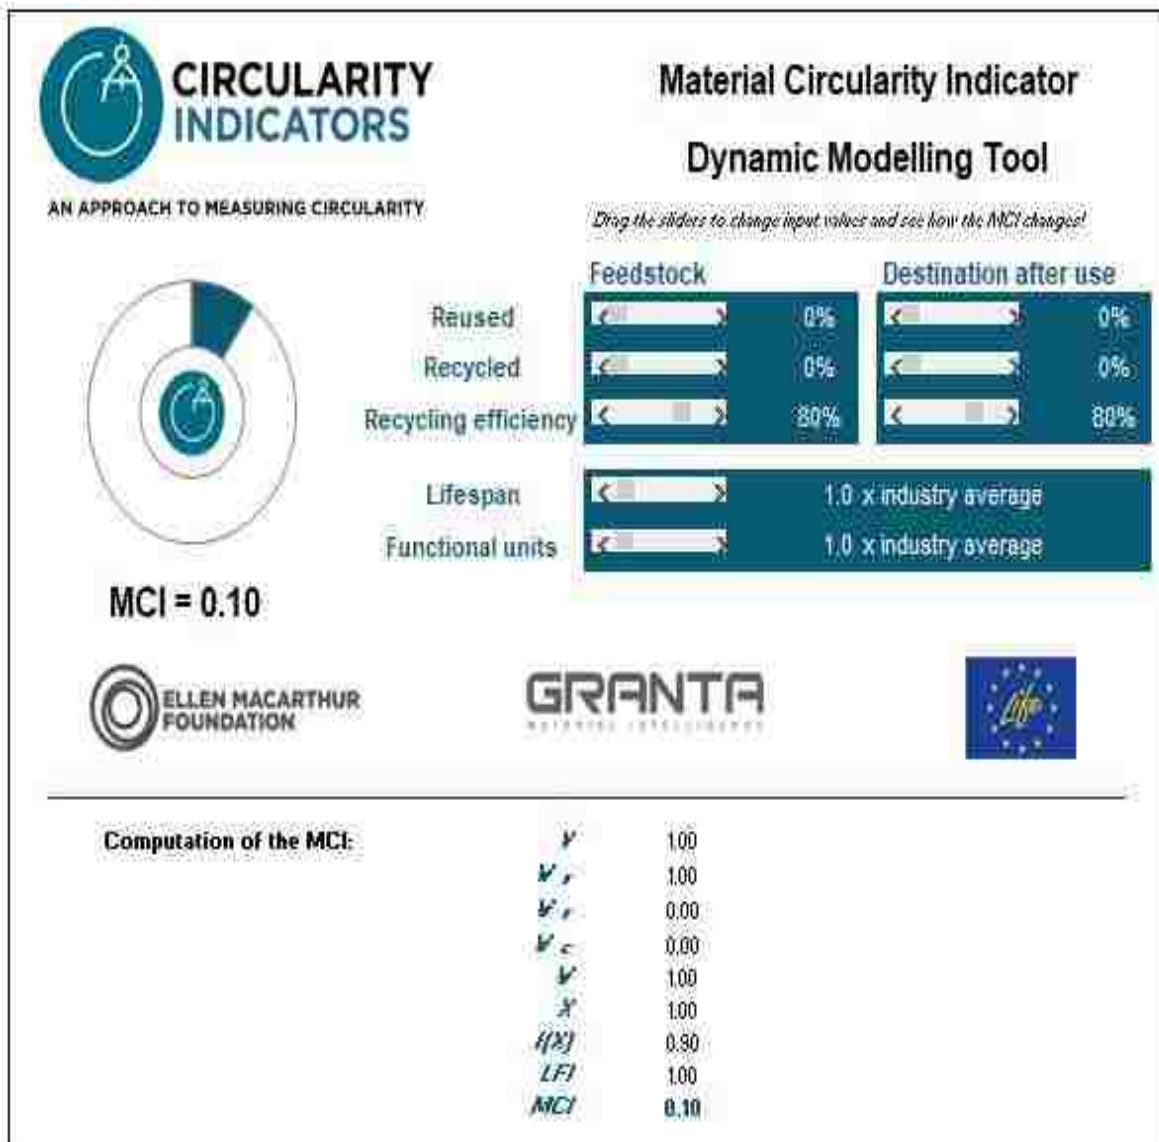 CIRCULARITY
INDICATORS
AN APPROACH TO MEASURING CIRCULARITY
Material Circularity Indicator
Dynamic Modelling Tool
Drag the sliders to change input values and see how the MCI changes!
Feedstock Destination after use
Reused 0% 0%
Recycled 0% 0%
Recycling efficiency 80% 80%
Lifespan 1.0 x industry average
Functional units 1.0 x industry average
MCI = 0.10
ELLEN MACARTHUR
FOUNDATION
GRANTA
MATERIAL INTELLIGENCE
Life
Computation of the MCI:
V 1.00
W 1.00
W 0.00
W c 0.00
W 1.00
X 1.00
f(X) 0.90
LFI 1.00
MCI 0.10